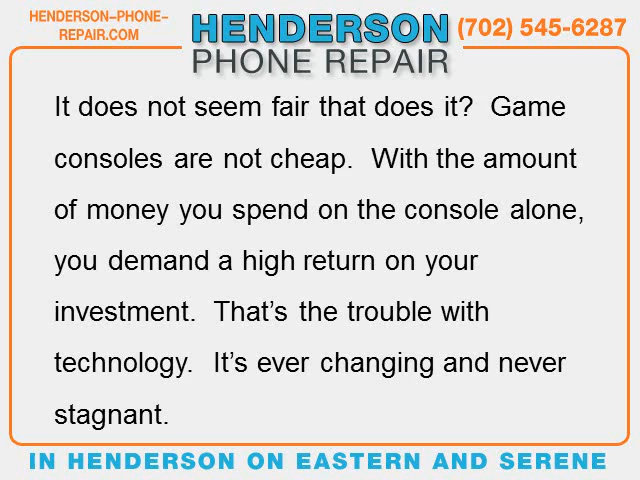 HENDERSON-PHONE-
REPAIR.COM
HENDERSON
PHONE REPAIR
(702) 545-6287
It does not seem fair that does it?  Game
consoles are not cheap.  With the amount
of money you spend on the console alone,
you demand a high return on your
investment.  That’s the trouble with
technology.  It’s ever changing and never
stagnant.
IN HENDERSON ON EASTERN AND SERENE